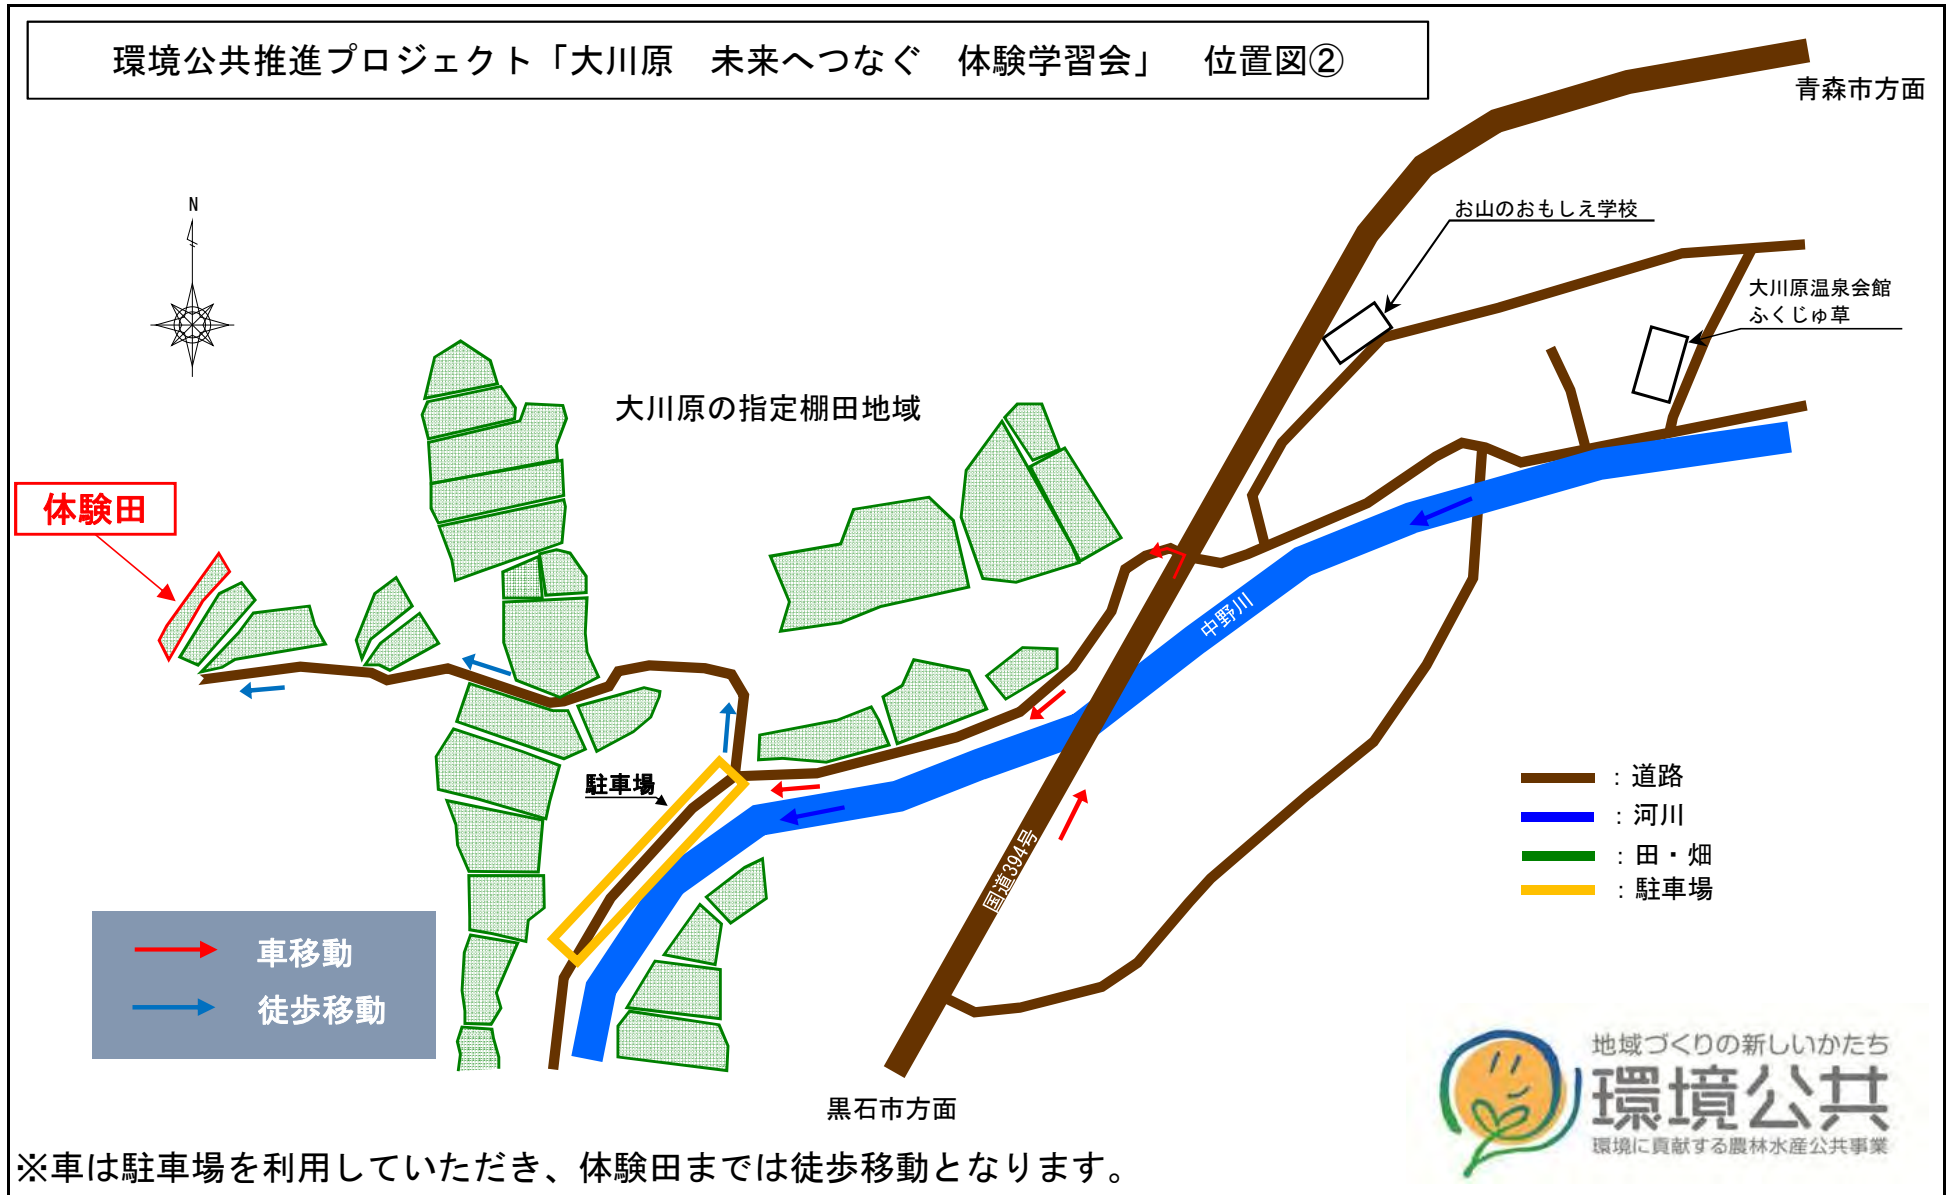 環境公共推進プロジェクト「大川原　未来へつなぐ　体験学習会」　位置図②
青森市方面
N
お山のおもしえ学校
大川原温泉会館
ふくじゅ草
大川原の指定棚田地域
体験田
中野川
駐車場
国道394号
：道路
：河川
：田・畑
：駐車場
車移動
徒歩移動
黒石市方面
地域づくりの新しいかたち
環境公共
環境に貢献する農林水産公共事業
※車は駐車場を利用していただき、体験田までは徒歩移動となります。